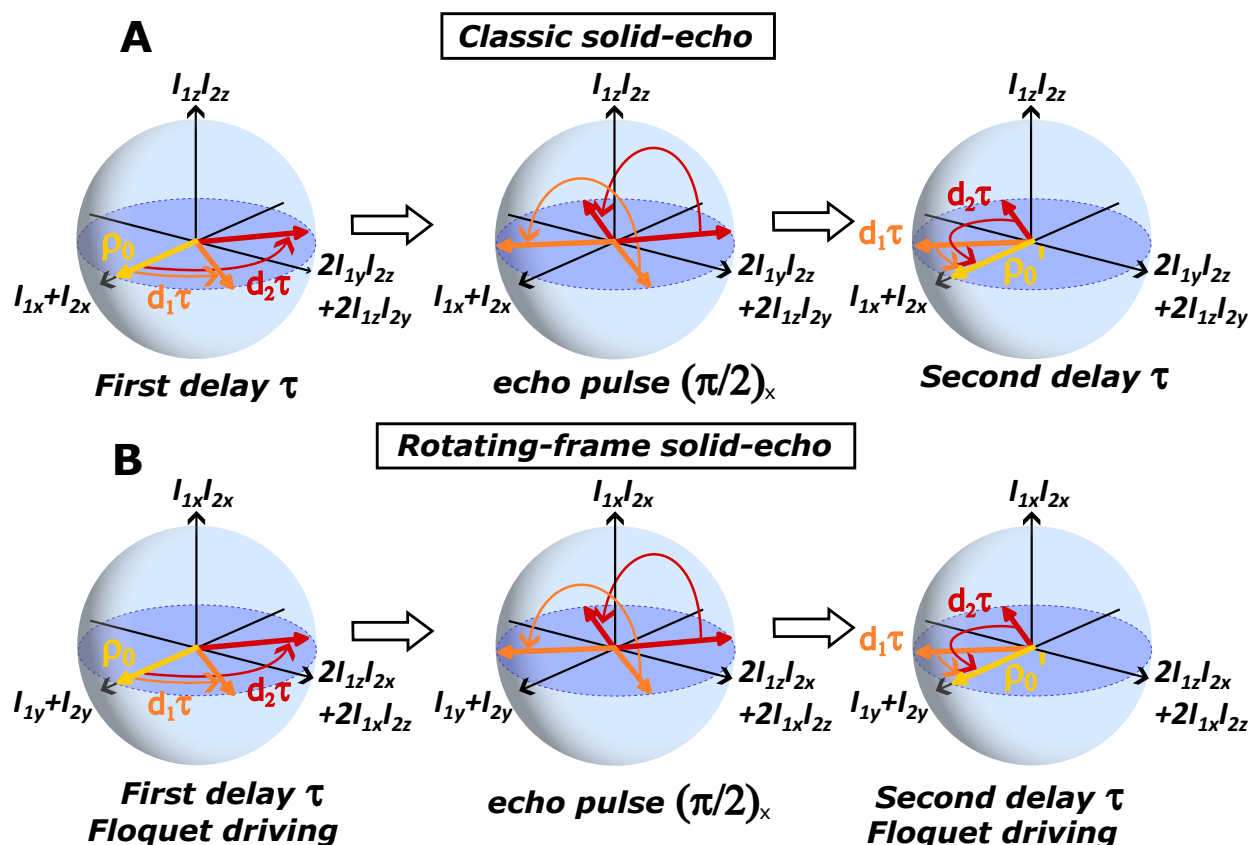 A
Classic solid-echo
I1zI2z
I1zI2z
I1zI2z
ρ0
d1τ
d2τ
I1x+I2x
2I1yI2z
+2I1zI2y
I1x+I2x
2I1yI2z
+2I1zI2y
d2τ
d1τ
ρ0'
I1x+I2x
2I1yI2z
+2I1zI2y
First delay τ
echo pulse (π/2)x
Second delay τ
B
Rotating-frame solid-echo
I1xI2x
I1xI2x
I1xI2x
ρ0
d1τ
d2τ
I1y+I2y
2I1zI2x
+2I1xI2z
I1y+I2y
2I1zI2x
+2I1xI2z
d2τ
d1τ
ρ0'
I1y+I2y
2I1zI2x
+2I1xI2z
First delay τ
Floquet driving
echo pulse (π/2)x
Second delay τ
Floquet driving